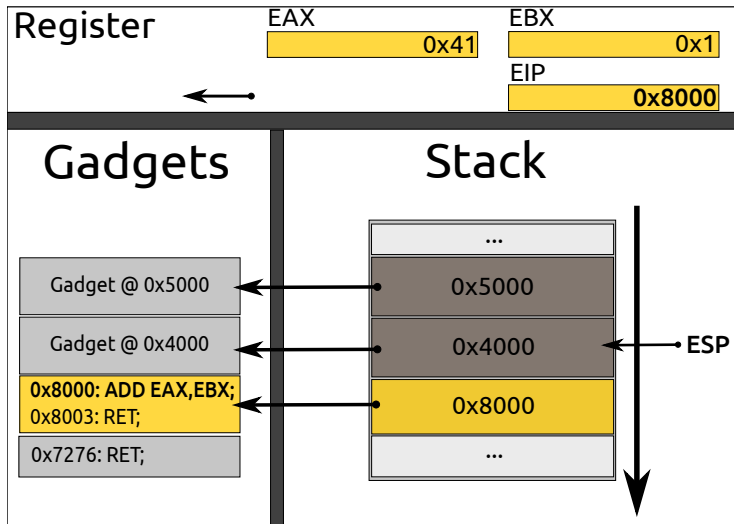 Register
EAX
0x41
EBX
0x1
EIP
0x8000
Gadgets
Stack
...
Gadget @ 0x5000
0x5000
Gadget @ 0x4000
0x4000
ESP
0x8000: ADD EAX,EBX;
0x8003: RET;
0x8000
0x7276: RET;
...